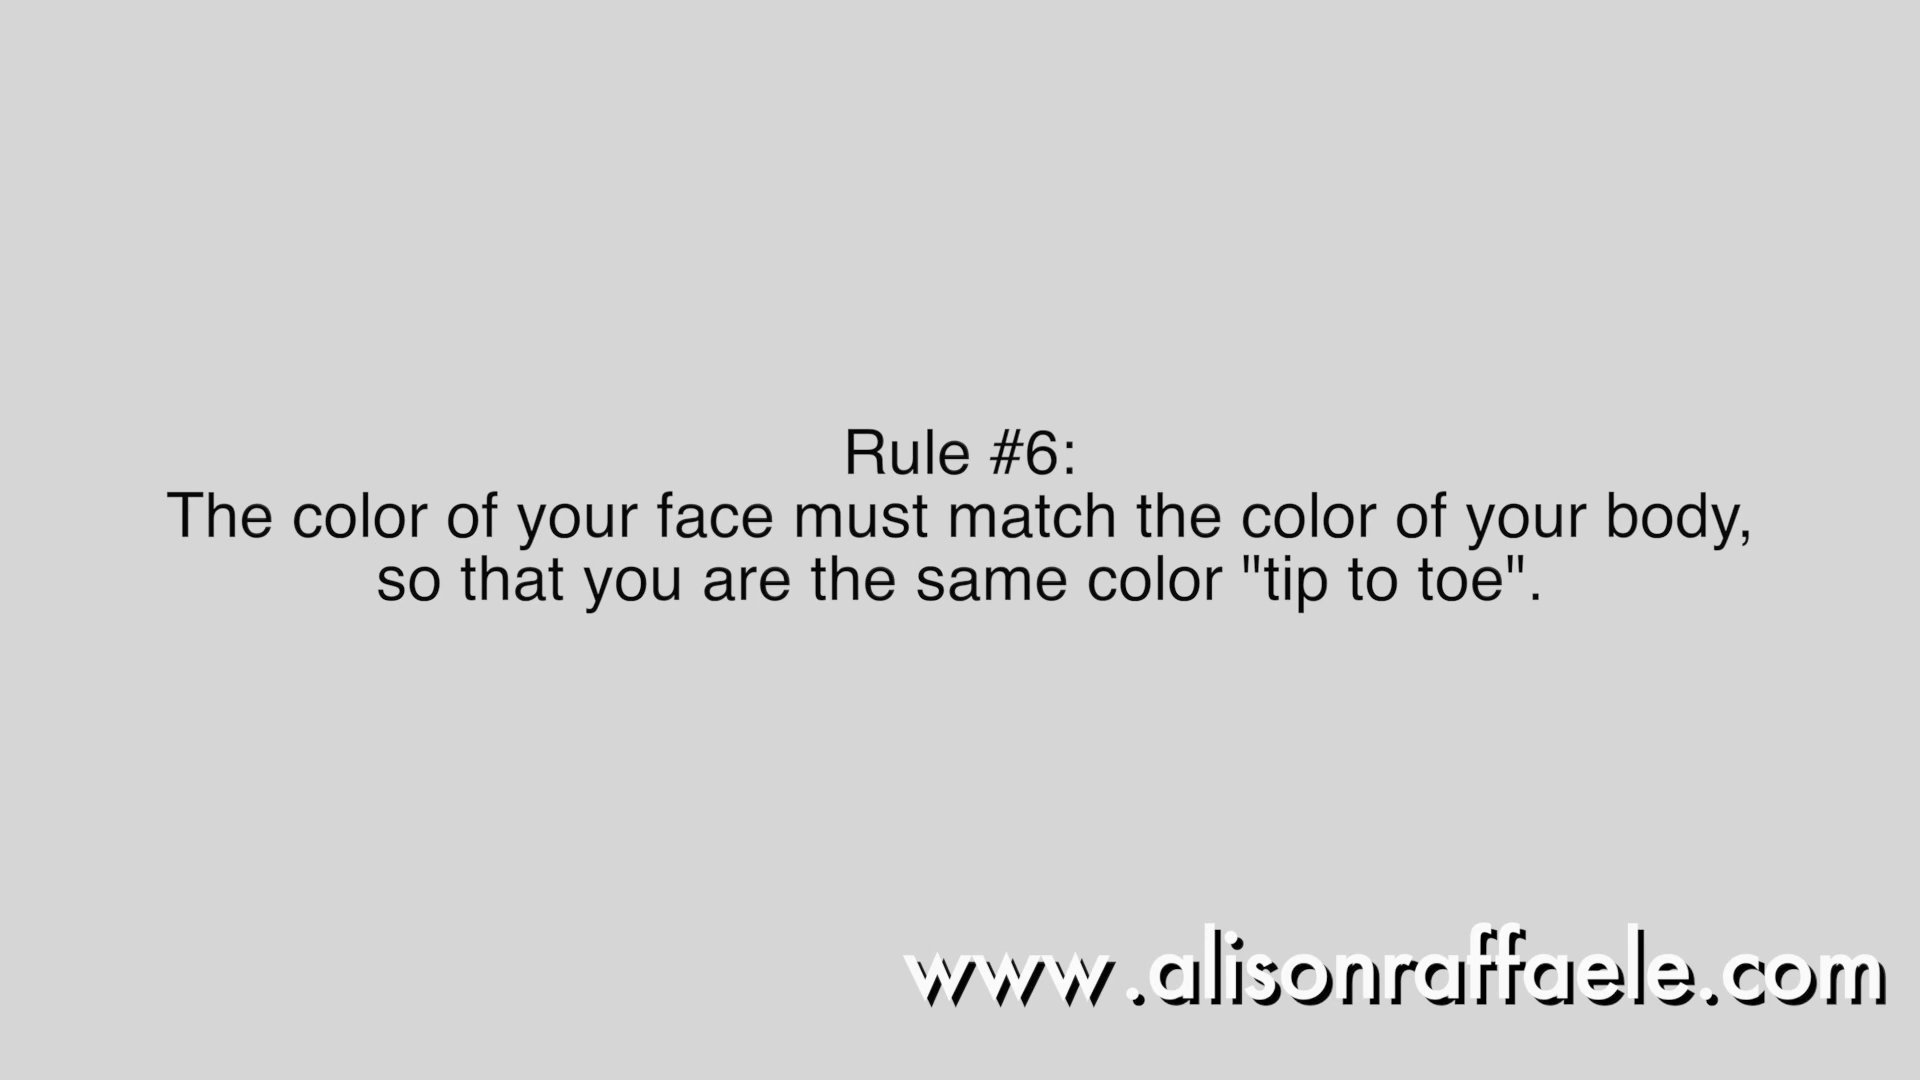 Rule #6:
The color of your face must match the color of your body,
so that you are the same color "tip to toe".
www.alisonraffaele.com